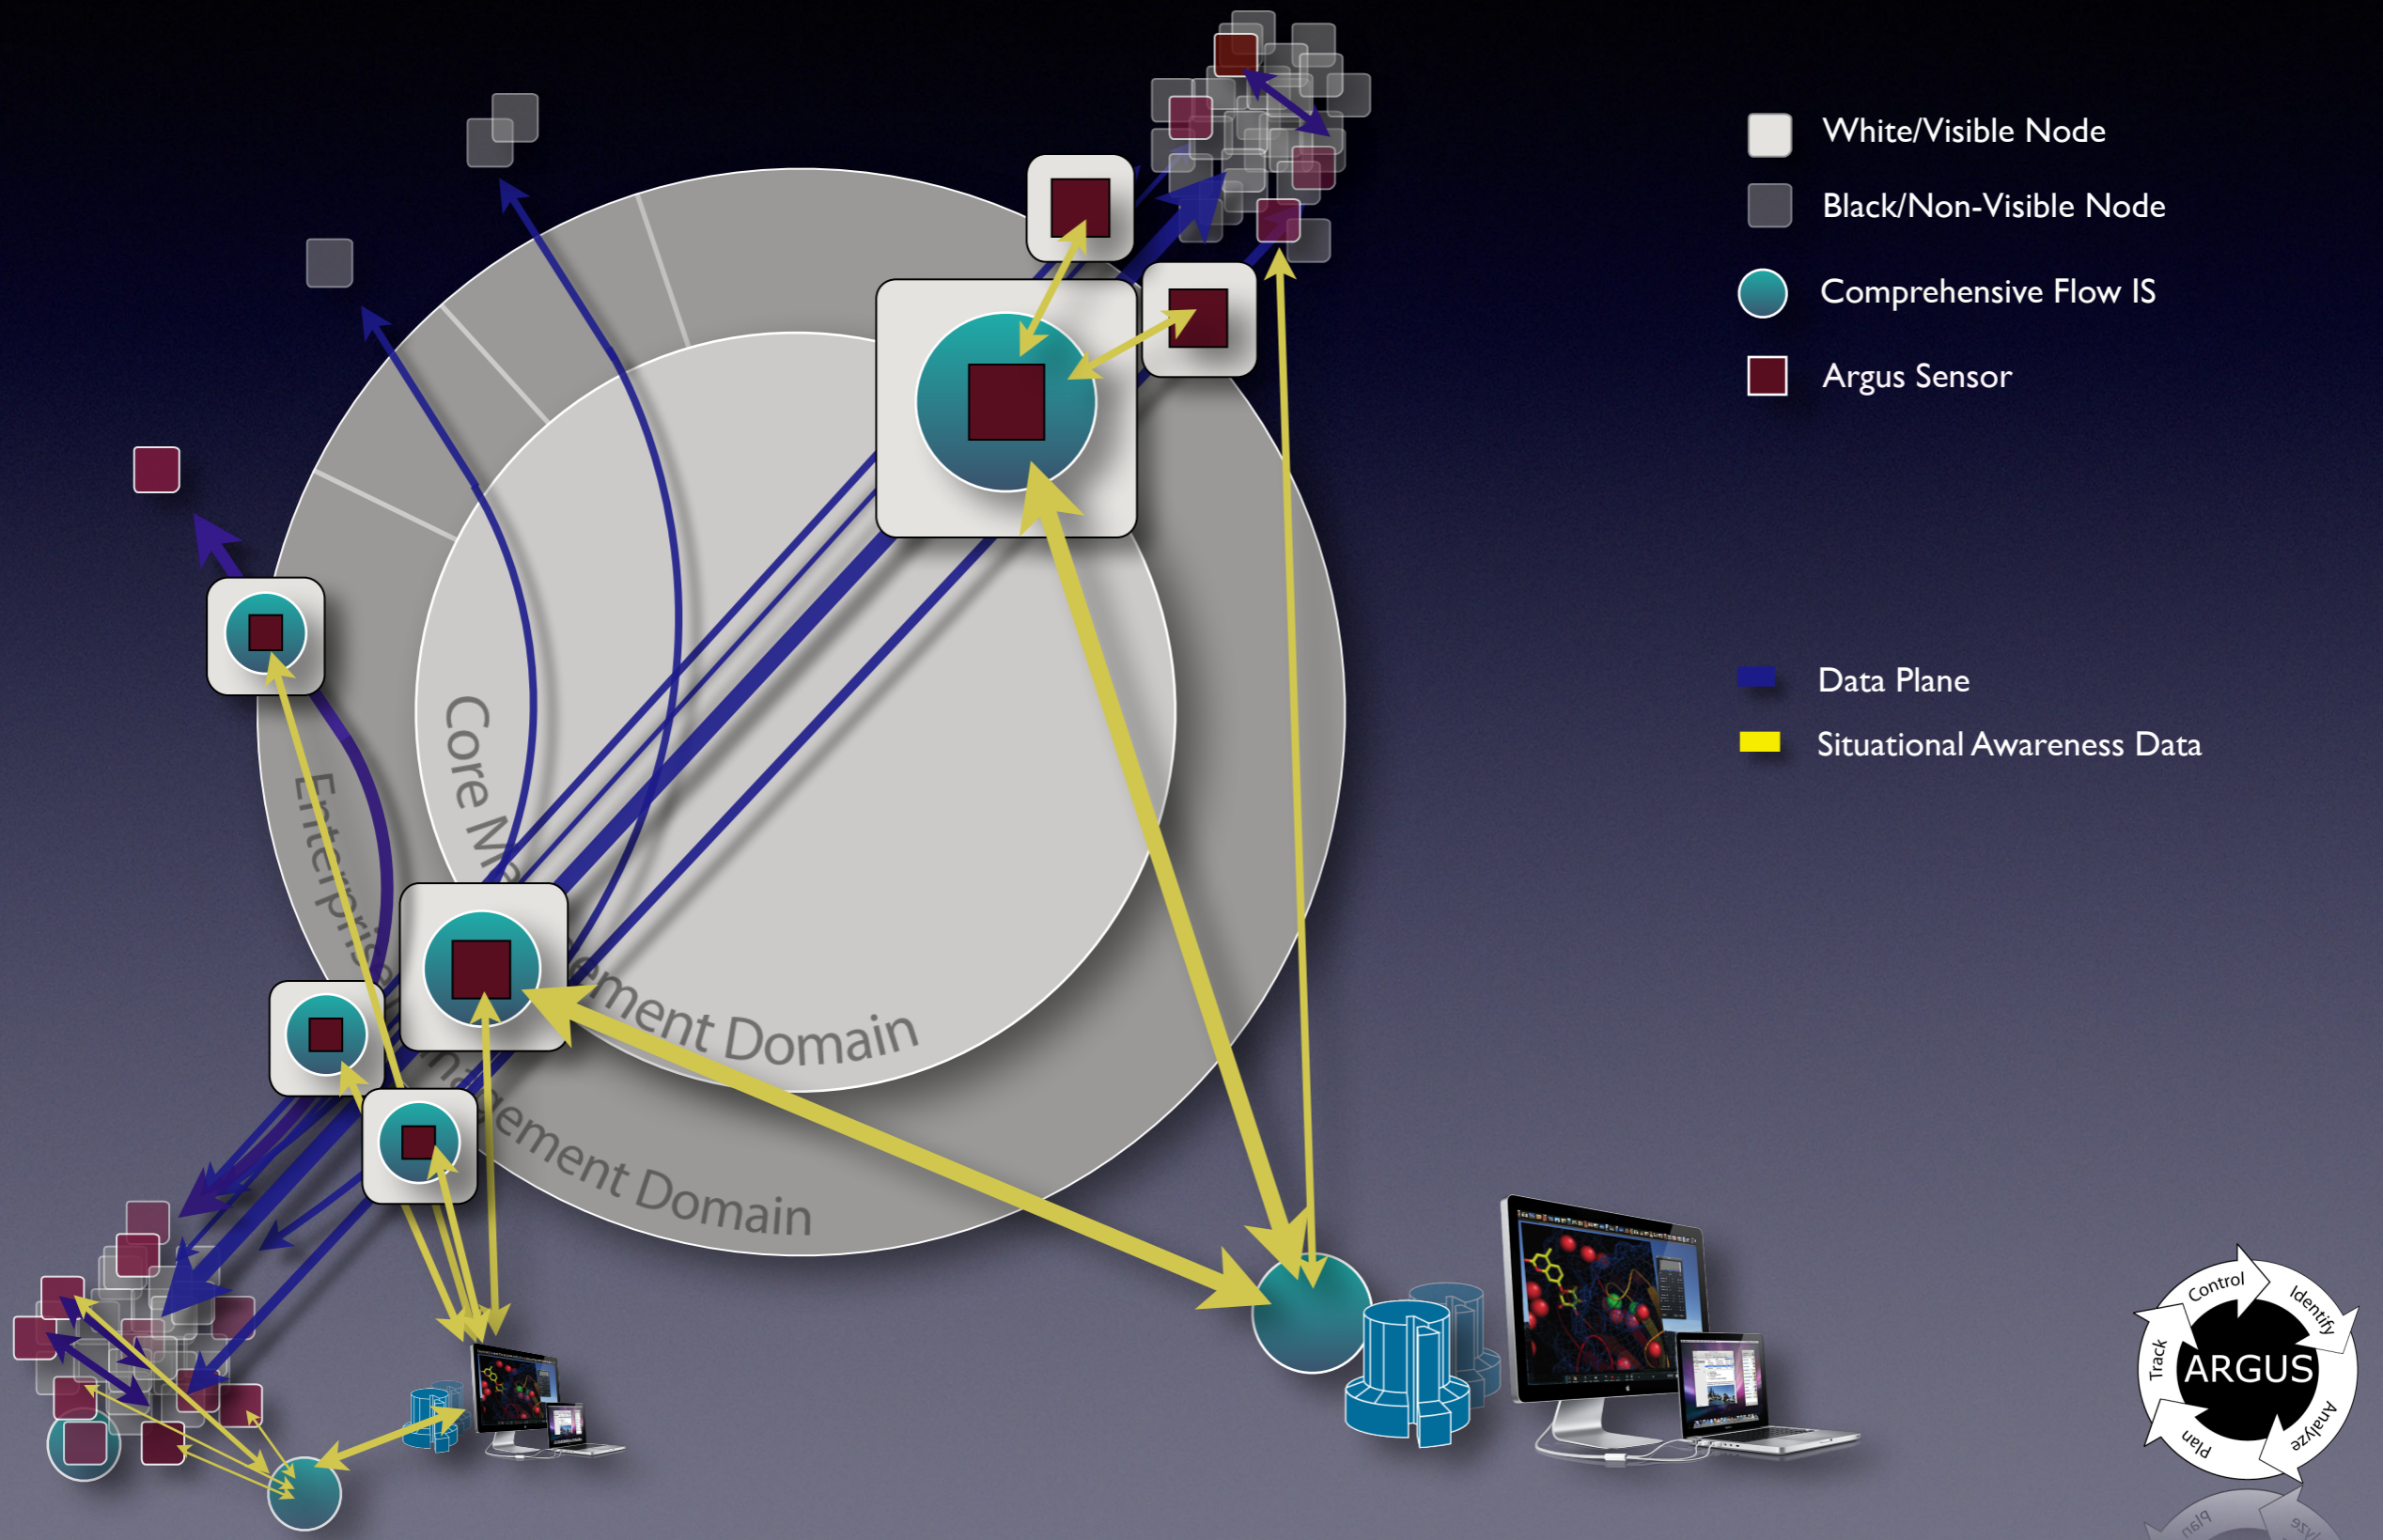 White/Visible Node
Black/Non-Visible Node
Comprehensive Flow IS
Argus Sensor
Data Plane
Situational Awareness Data
Core M ement Domain
Enterpris nagement Domain
Control
Identify
Analyze
Plan
Track
ARGUS